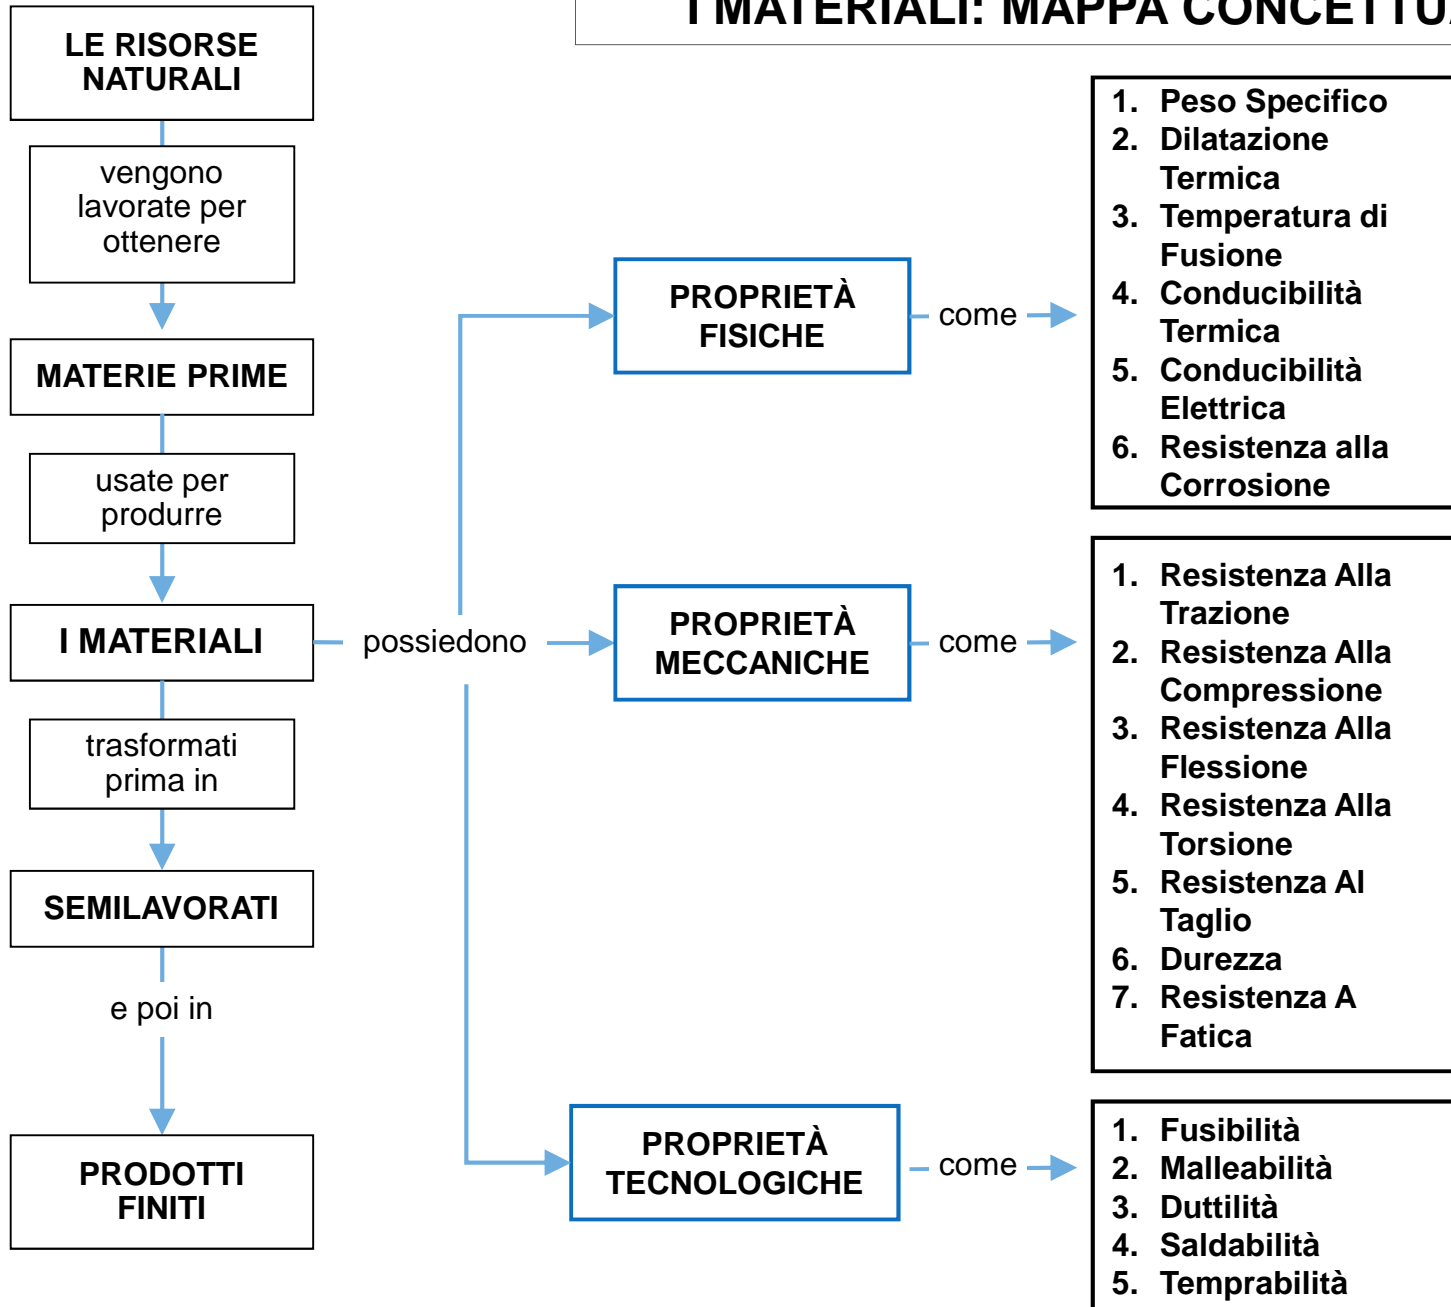 I MATERIALI: MAPPA CONCETTU
LE RISORSE
NATURALI
vengono
lavorate per
ottenere
MATERIE PRIME
usate per
produrre
I MATERIALI
trasformati
prima in
SEMILAVORATI
e poi in
PRODOTTI
FINITI
possiedono
PROPRIETÀ
FISICHE
come
1. Peso Specifico
2. Dilatazione
Termica
3. Temperatura di
Fusione
4. Conducibilità
Termica
5. Conducibilità
Elettrica
6. Resistenza alla
Corrosione
PROPRIETÀ
MECCANICHE
come
1. Resistenza Alla
Trazione
2. Resistenza Alla
Compressione
3. Resistenza Alla
Flessione
4. Resistenza Alla
Torsione
5. Resistenza Al
Taglio
6. Durezza
7. Resistenza A
Fatica
PROPRIETÀ
TECNOLOGICHE
come
1. Fusibilità
2. Malleabilità
3. Duttilità
4. Saldabilità
5. Temprabilità